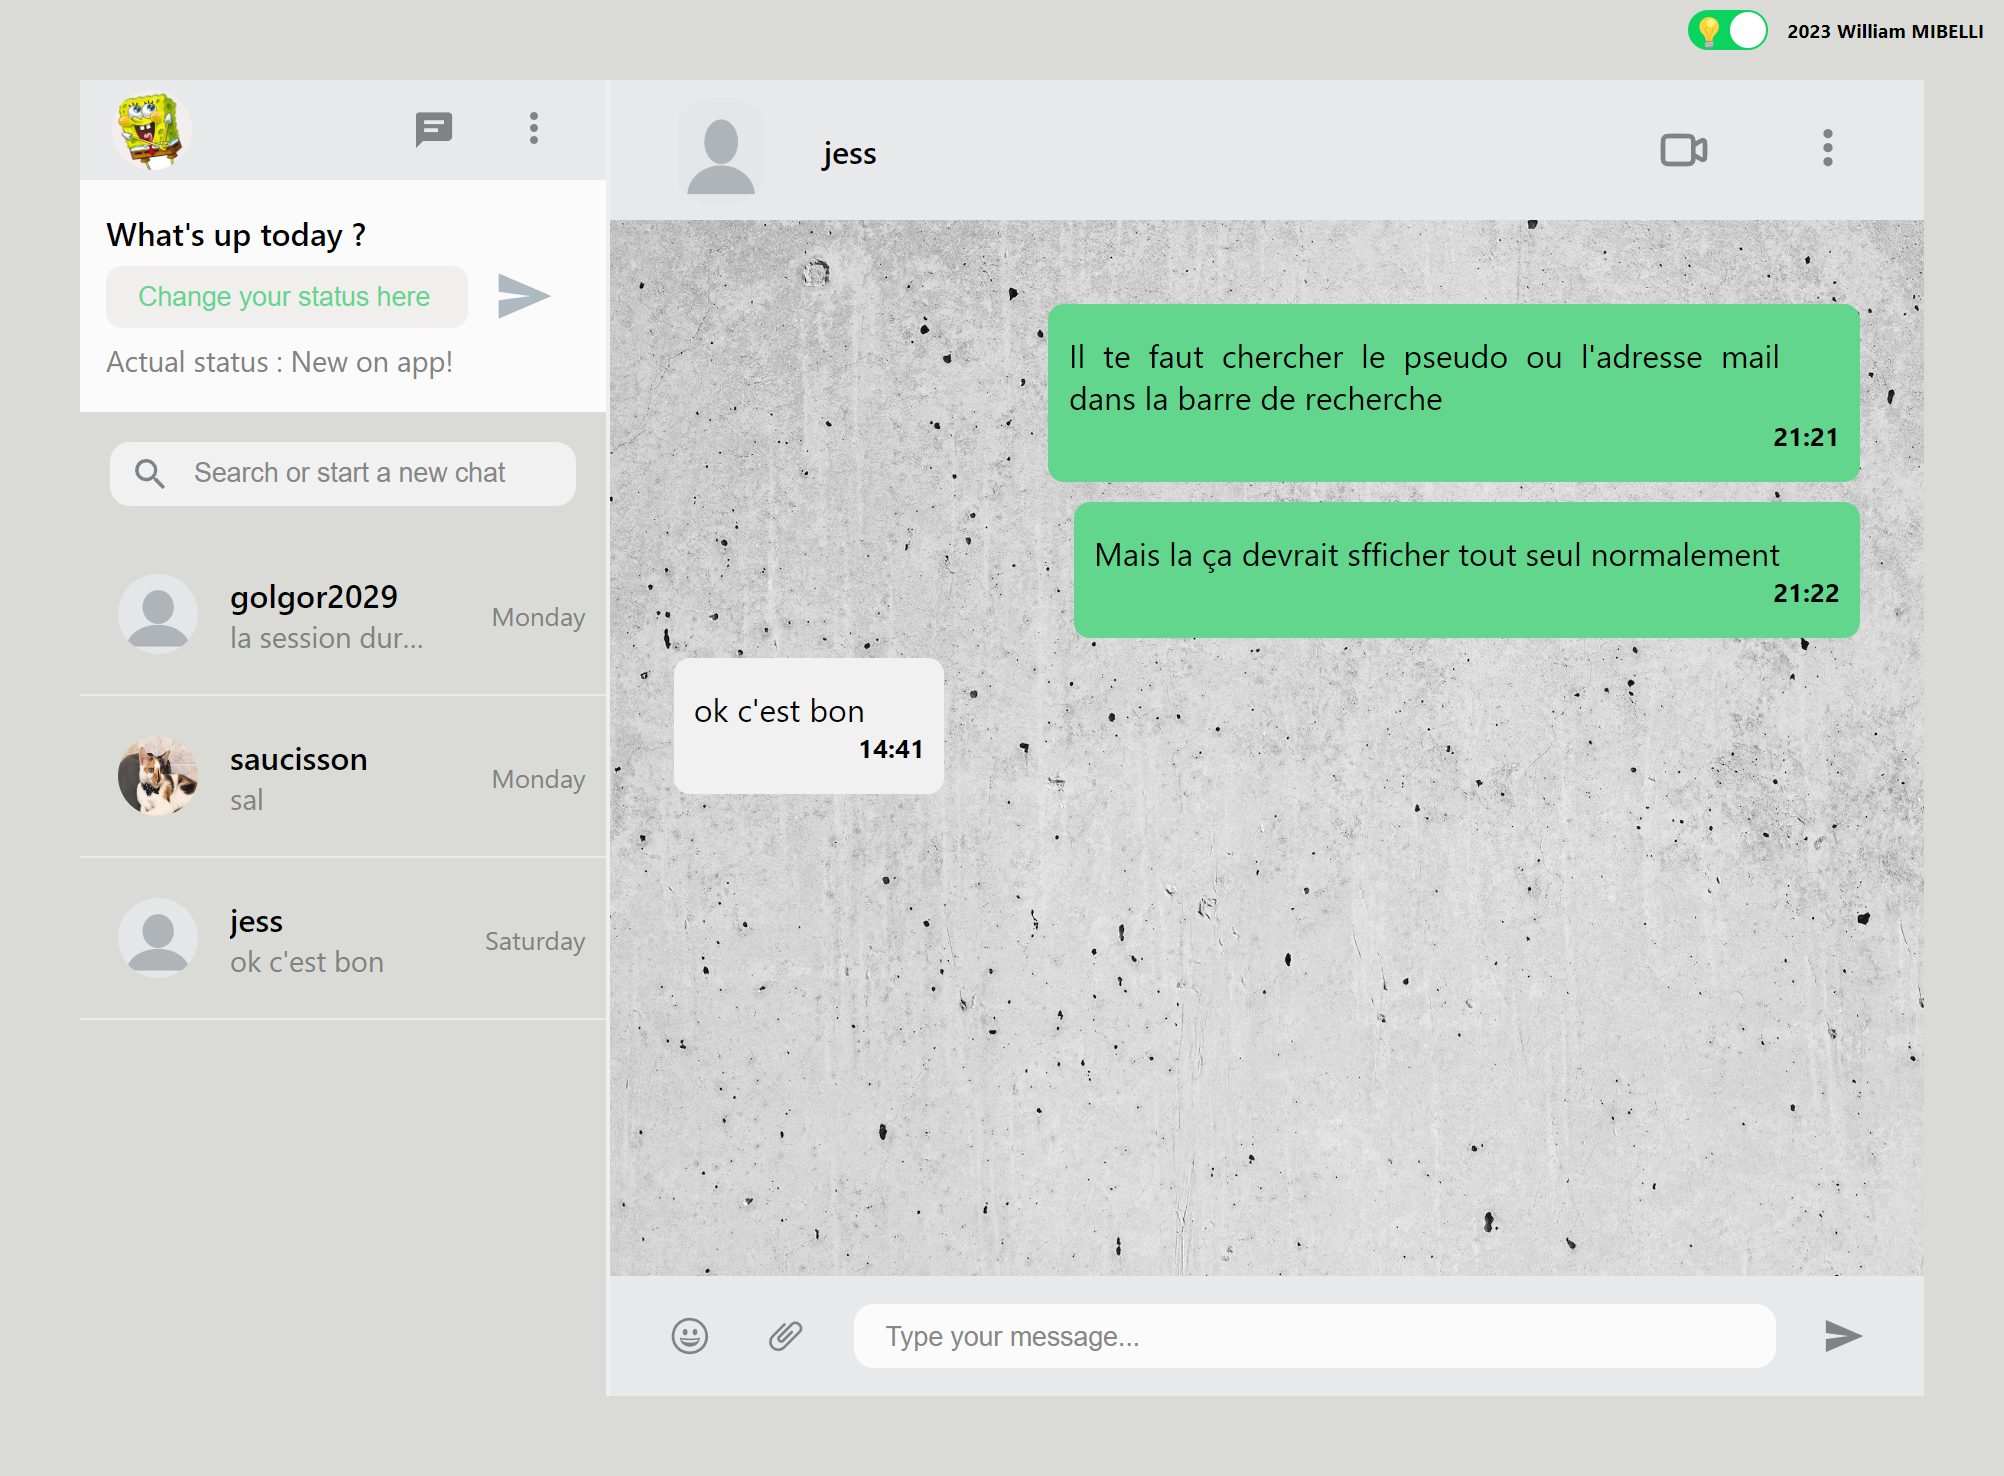 2023 William MIBELLI
What's up today ?
Change your status here
Actual status : New on app!
Search or start a new chat
golgor2029
la session dur...
Monday
saucisson
sal
Monday
jess
ok c'est bon
Saturday
jess
Il te faut chercher le pseudo ou l'adresse mail
dans la barre de recherche
21:21
Mais la ça devrait sfficher tout seul normalement
21:22
ok c'est bon
14:41
Type your message...